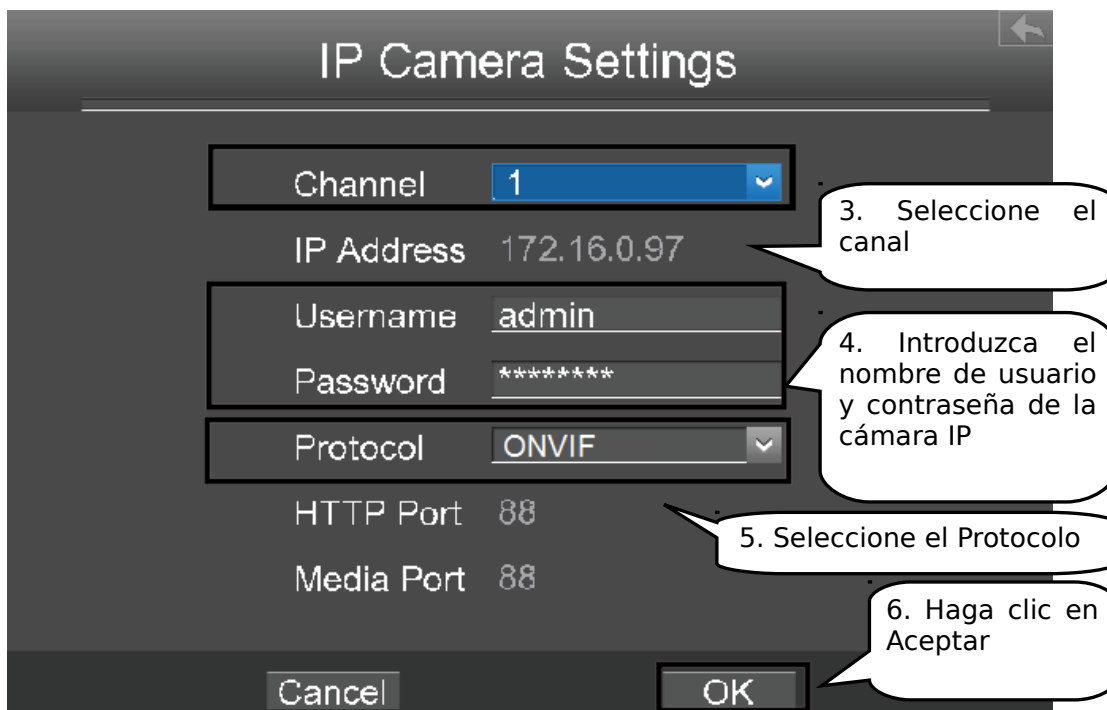 IP Camera Settings
Channel 1
3. Seleccione el
canal
IP Address 172.16.0.97
Username admin
Password ********
4. Introduzca el
nombre de usuario
y contraseña de la
cámara IP
Protocol ONVIF
HTTP Port 88
5. Seleccione el Protocolo
Media Port 88
6. Haga clic en
Aceptar
Cancel OK